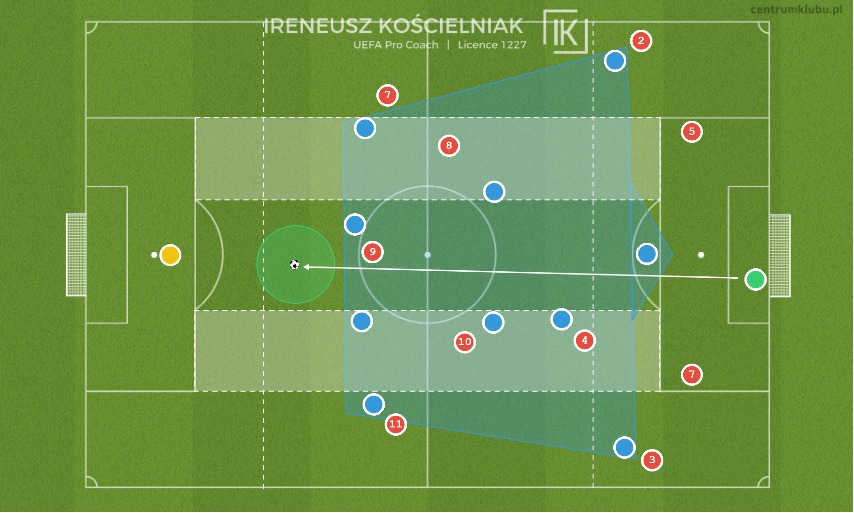 centrumklubu.pl
IRENEUSZ KOŚCIELNIAK
IK
UEFA Pro Coach | Licence 1227
2
7
5
8
9
10
4
7
11
3